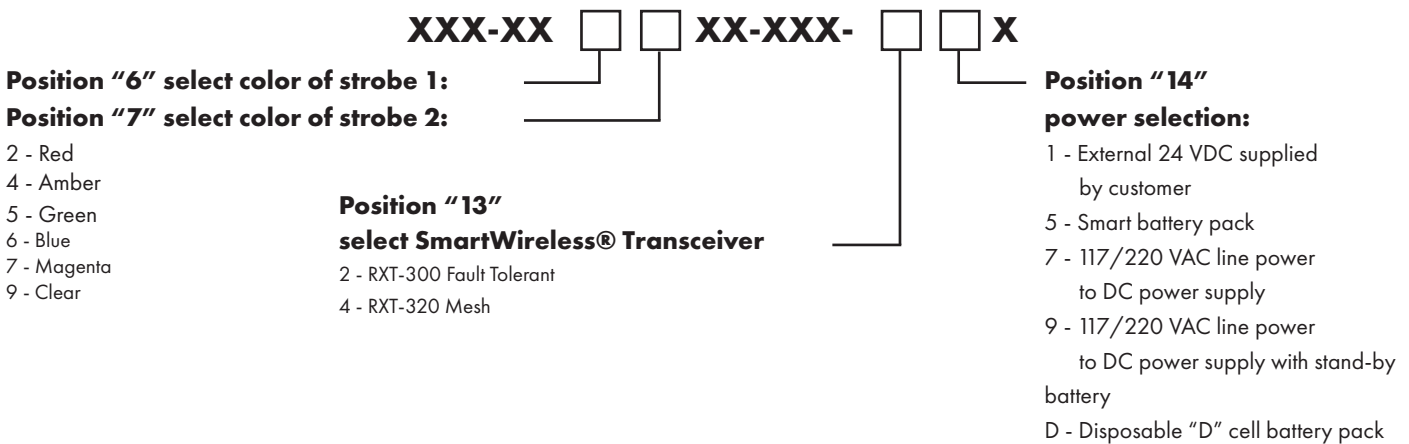 XXX-XX □ □ XX-XXX- □ □ X
Position “6” select color of strobe 1:
Position “7” select color of strobe 2:
2 - Red
4 - Amber
5 - Green
6 - Blue
7 - Magenta
9 - Clear
Position “13”
select SmartWireless® Transceiver
2 - RXT-300 Fault Tolerant
4 - RXT-320 Mesh
Position “14”
power selection:
1 - External 24 VDC supplied
by customer
5 - Smart battery pack
7 - 117/220 VAC line power
to DC power supply
9 - 117/220 VAC line power
to DC power supply with stand-by
battery
D - Disposable “D” cell battery pack